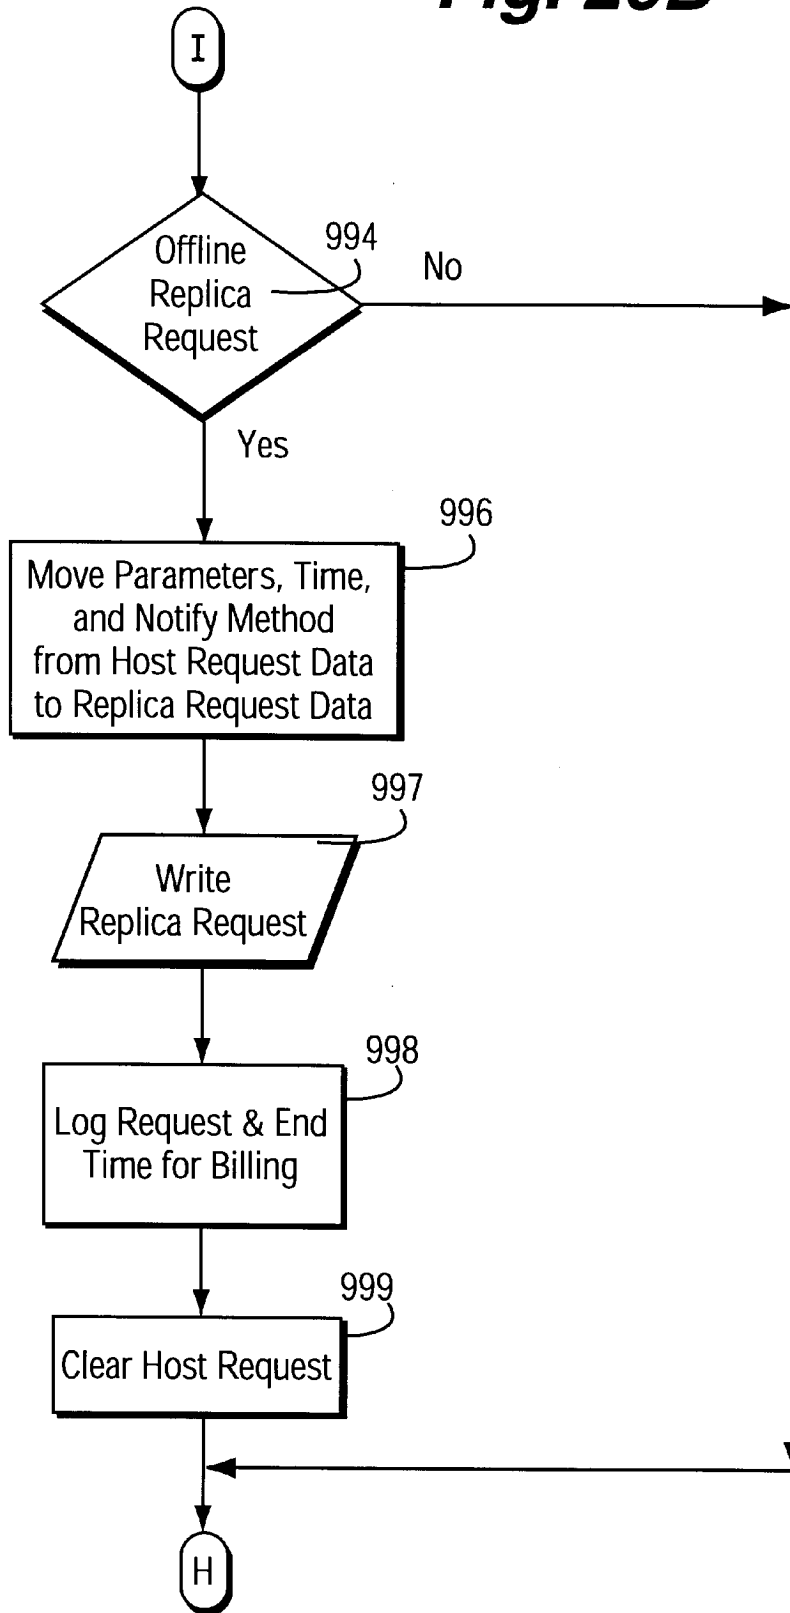 I
Offline
Replica
Request
994
No
Yes
996
Move Parameters, Time,
and Notify Method
from Host Request Data
to Replica Request Data
997
Write
Replica Request
998
Log Request & End
Time for Billing
999
Clear Host Request
H